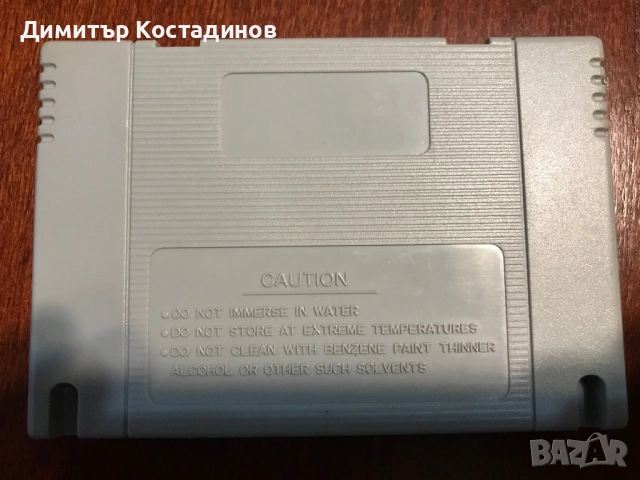 Димитър Костадинов
CAUTION
•DO NOT IMMERSE IN WATER
•DO NOT STORE AT EXTREME TEMPERATURES
•DO NOT CLEAN WITH BENZENE PAINT THINNER
ALCOHOL OR OTHER SUCH SOLVENTS
BAZAR